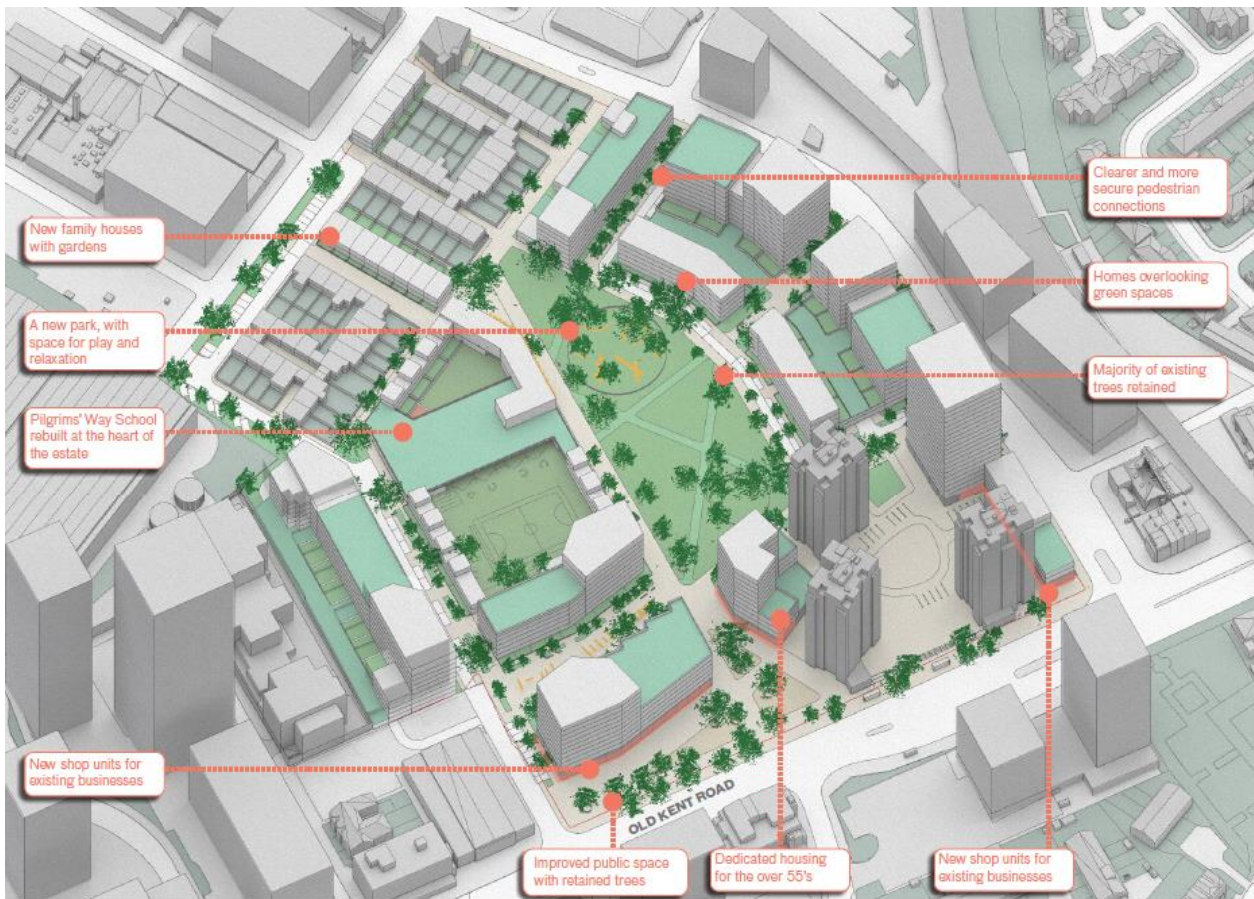 Clearer and more
secure pedestrian
connections
New family houses
with gardens
Homes overlooking
green spaces
A new park, with
space for play and
relaxation
Majority of existing
trees retained
Pilgrims' Way School
rebuilt at the heart of
the estate
New shop units for
existing businesses
OLD KENT ROAD
Improved public space
with retained trees
Dedicated housing
for the over 55's
New shop units for
existing businesses